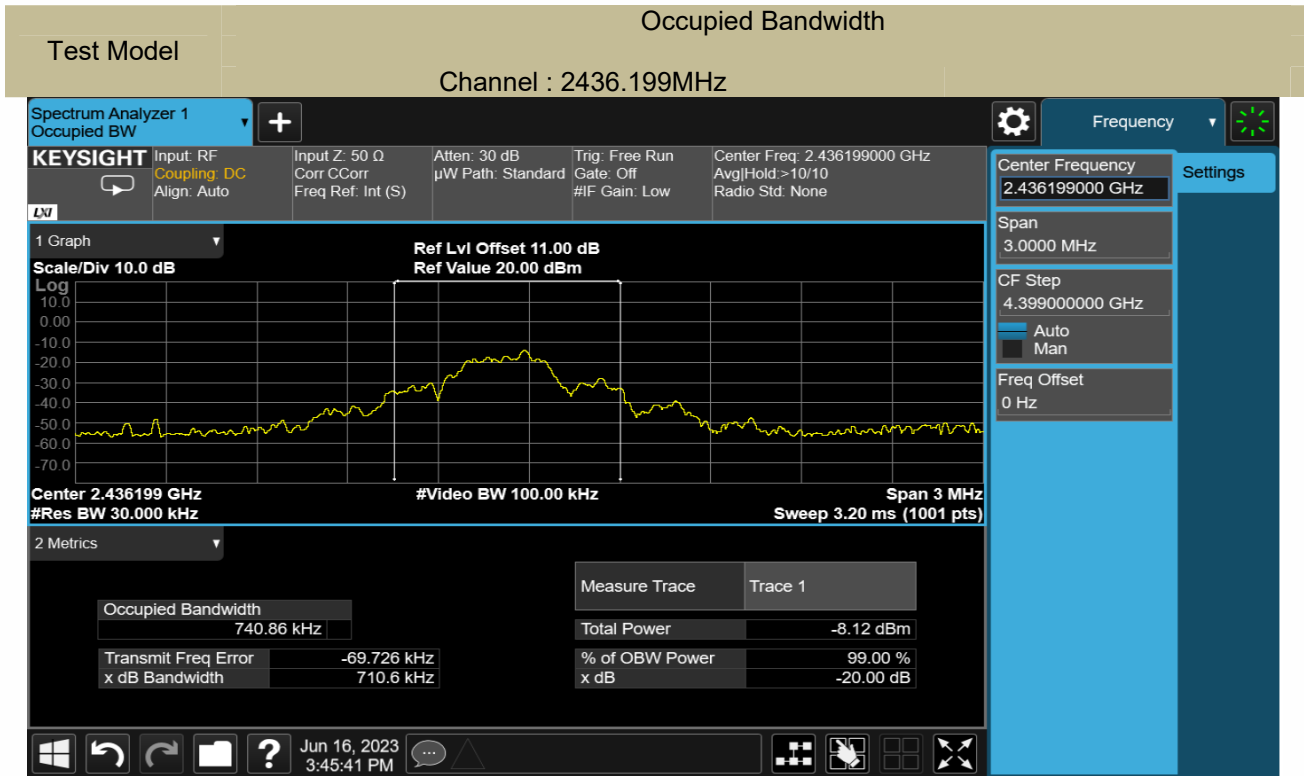 Occupied Bandwidth
Test Model
Channel : 2436.199MHz
Spectrum Analyzer 1
Occupied BW
Frequency
KEYSIGHT
LXI
Input: RF
Coupling: DC
Align: Auto
Input Z: 50 Ω
Corr CCorr
Freq Ref: Int (S)
Atten: 30 dB
µW Path: Standard
Trig: Free Run
Gate: Off
#IF Gain: Low
Center Freq: 2.436199000 GHz
Avg|Hold:>10/10
Radio Std: None
Center Frequency
2.436199000 GHz
Settings
Span
3.0000 MHz
CF Step
4.399000000 GHz
Auto
Man
Freq Offset
0 Hz
1 Graph
Scale/Div 10.0 dB
Ref Lvl Offset 11.00 dB
Ref Value 20.00 dBm
Log
10.0
0.00
-10.0
-20.0
-30.0
-40.0
-50.0
-60.0
-70.0
Center 2.436199 GHz
#Video BW 100.00 kHz
Span 3 MHz
#Res BW 30.000 kHz
Sweep 3.20 ms (1001 pts)
2 Metrics
Measure Trace Trace 1
Occupied Bandwidth
740.86 kHz
Total Power -8.12 dBm
Transmit Freq Error -69.726 kHz
% of OBW Power 99.00 %
x dB Bandwidth 710.6 kHz
x dB -20.00 dB
Jun 16, 2023
3:45:41 PM